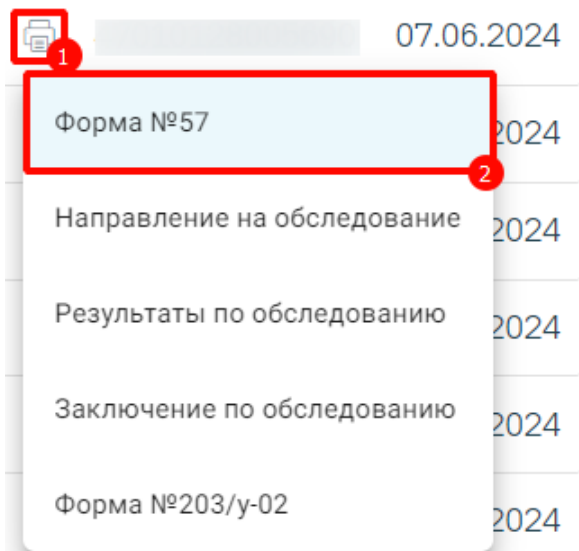 1 07.06.2024
Форма №57 2024
2
Направление на обследование 2024
Результаты по обследованию 2024
Заключение по обследованию 2024
Форма №203/у-02 2024